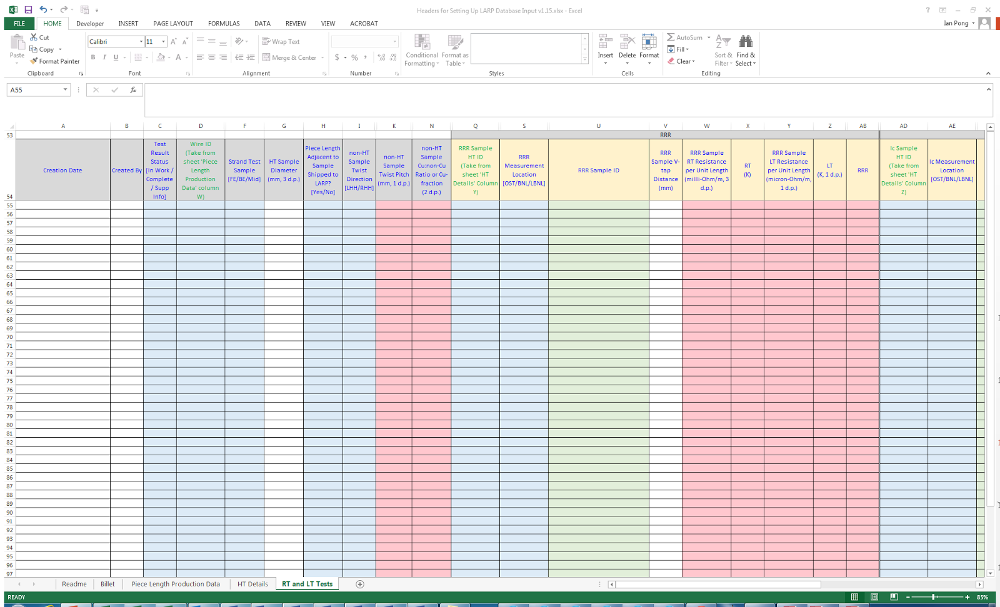 Headers for Setting Up LARP Database Input v1.15.xlsx - Excel
?
FILE HOME Developer INSERT PAGE LAYOUT FORMULAS DATA REVIEW VIEW ACROBAT
Ian Pong
Paste
Cut
Copy
Format Painter
Clipboard
Calibri 11
B I U
Font
Wrap Text
Merge & Center
Alignment
$ % ,
Number
Conditional Formatting
Format as Table
Styles
Insert Delete Format
Cells
AutoSum
Fill
Clear
Sort & Filter
Find & Select
Editing
A55
fx
A B C D F G H I K N Q S U V W X Y Z AB AD AE
53
RRR
54
Creation Date
Created By
Test
Result
Status
[In Work /
Complete
/ Supp
Info]
Wire ID
(Take from
sheet 'Piece
Length
Production
Data' column
W)
Strand Test
Sample
[FE/BE/Mid]
HT Sample
Diameter
(mm, 3 d.p.)
Piece Length
Adjacent to
Sample
Shipped to
LARP?
[Yes/No]
non-HT
Sample
Twist
Direction
[LHH/RHH]
non-HT
Sample
Twist Pitch
(mm, 1 d.p.)
non-HT
Sample
Cu:non-Cu
Ratio or Cu-
fraction
(2 d.p.)
RRR Sample
HT ID
(Take from
sheet 'HT
Details' Column
Y)
RRR
Measurement
Location
[OST/BNL/LBNL]
RRR Sample ID
RRR
Sample V-
tap
Distance
(mm)
RRR Sample
RT Resistance
per Unit Length
(milli-Ohm/m, 3
d.p.)
RT
(K)
RRR Sample
LT Resistance
per Unit Length
(micron-Ohm/m,
1 d.p.)
LT
(K, 1 d.p.)
RRR
Ic Sample
HT ID
(Take from
sheet 'HT
Details' Column
Z)
Ic Measurement
Location
[OST/BNL/LBNL]
55
56
57
58
59
60
61
62
63
64
65
66
67
68
69
70
71
72
73
74
75
76
77
78
79
80
81
82
83
84
85
86
87
88
89
90
91
92
93
94
95
96
97
Readme Billet Piece Length Production Data HT Details RT and LT Tests
READY
85%